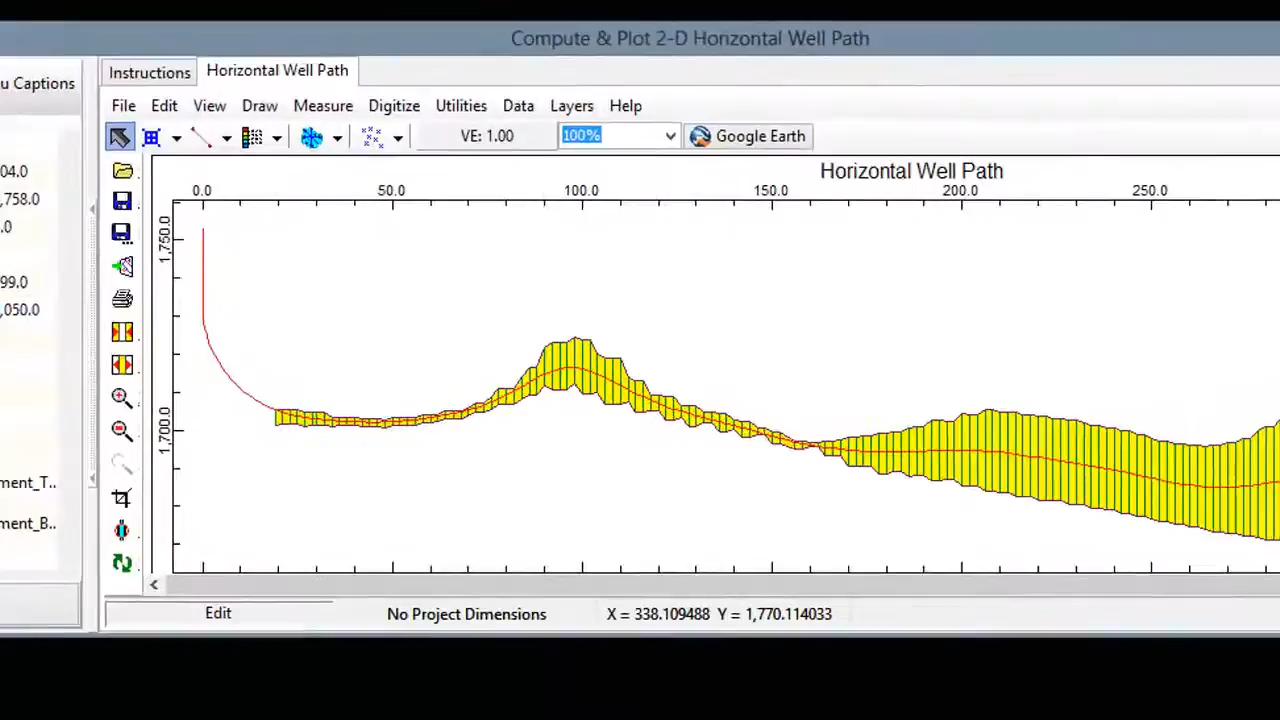 Compute & Plot 2-D Horizontal Well Path
u Captions
Instructions
Horizontal Well Path
File Edit View Draw Measure Digitize Utilities Data Layers Help
VE: 1.00
100%
Google Earth
04.0
,758.0
.0
99.0
,050.0
ment_T..
ment_B..
Horizontal Well Path
0.0 50.0 100.0 150.0 200.0 250.0
1,750.0
1,700.0
Edit
No Project Dimensions
X = 338.109488 Y = 1,770.114033